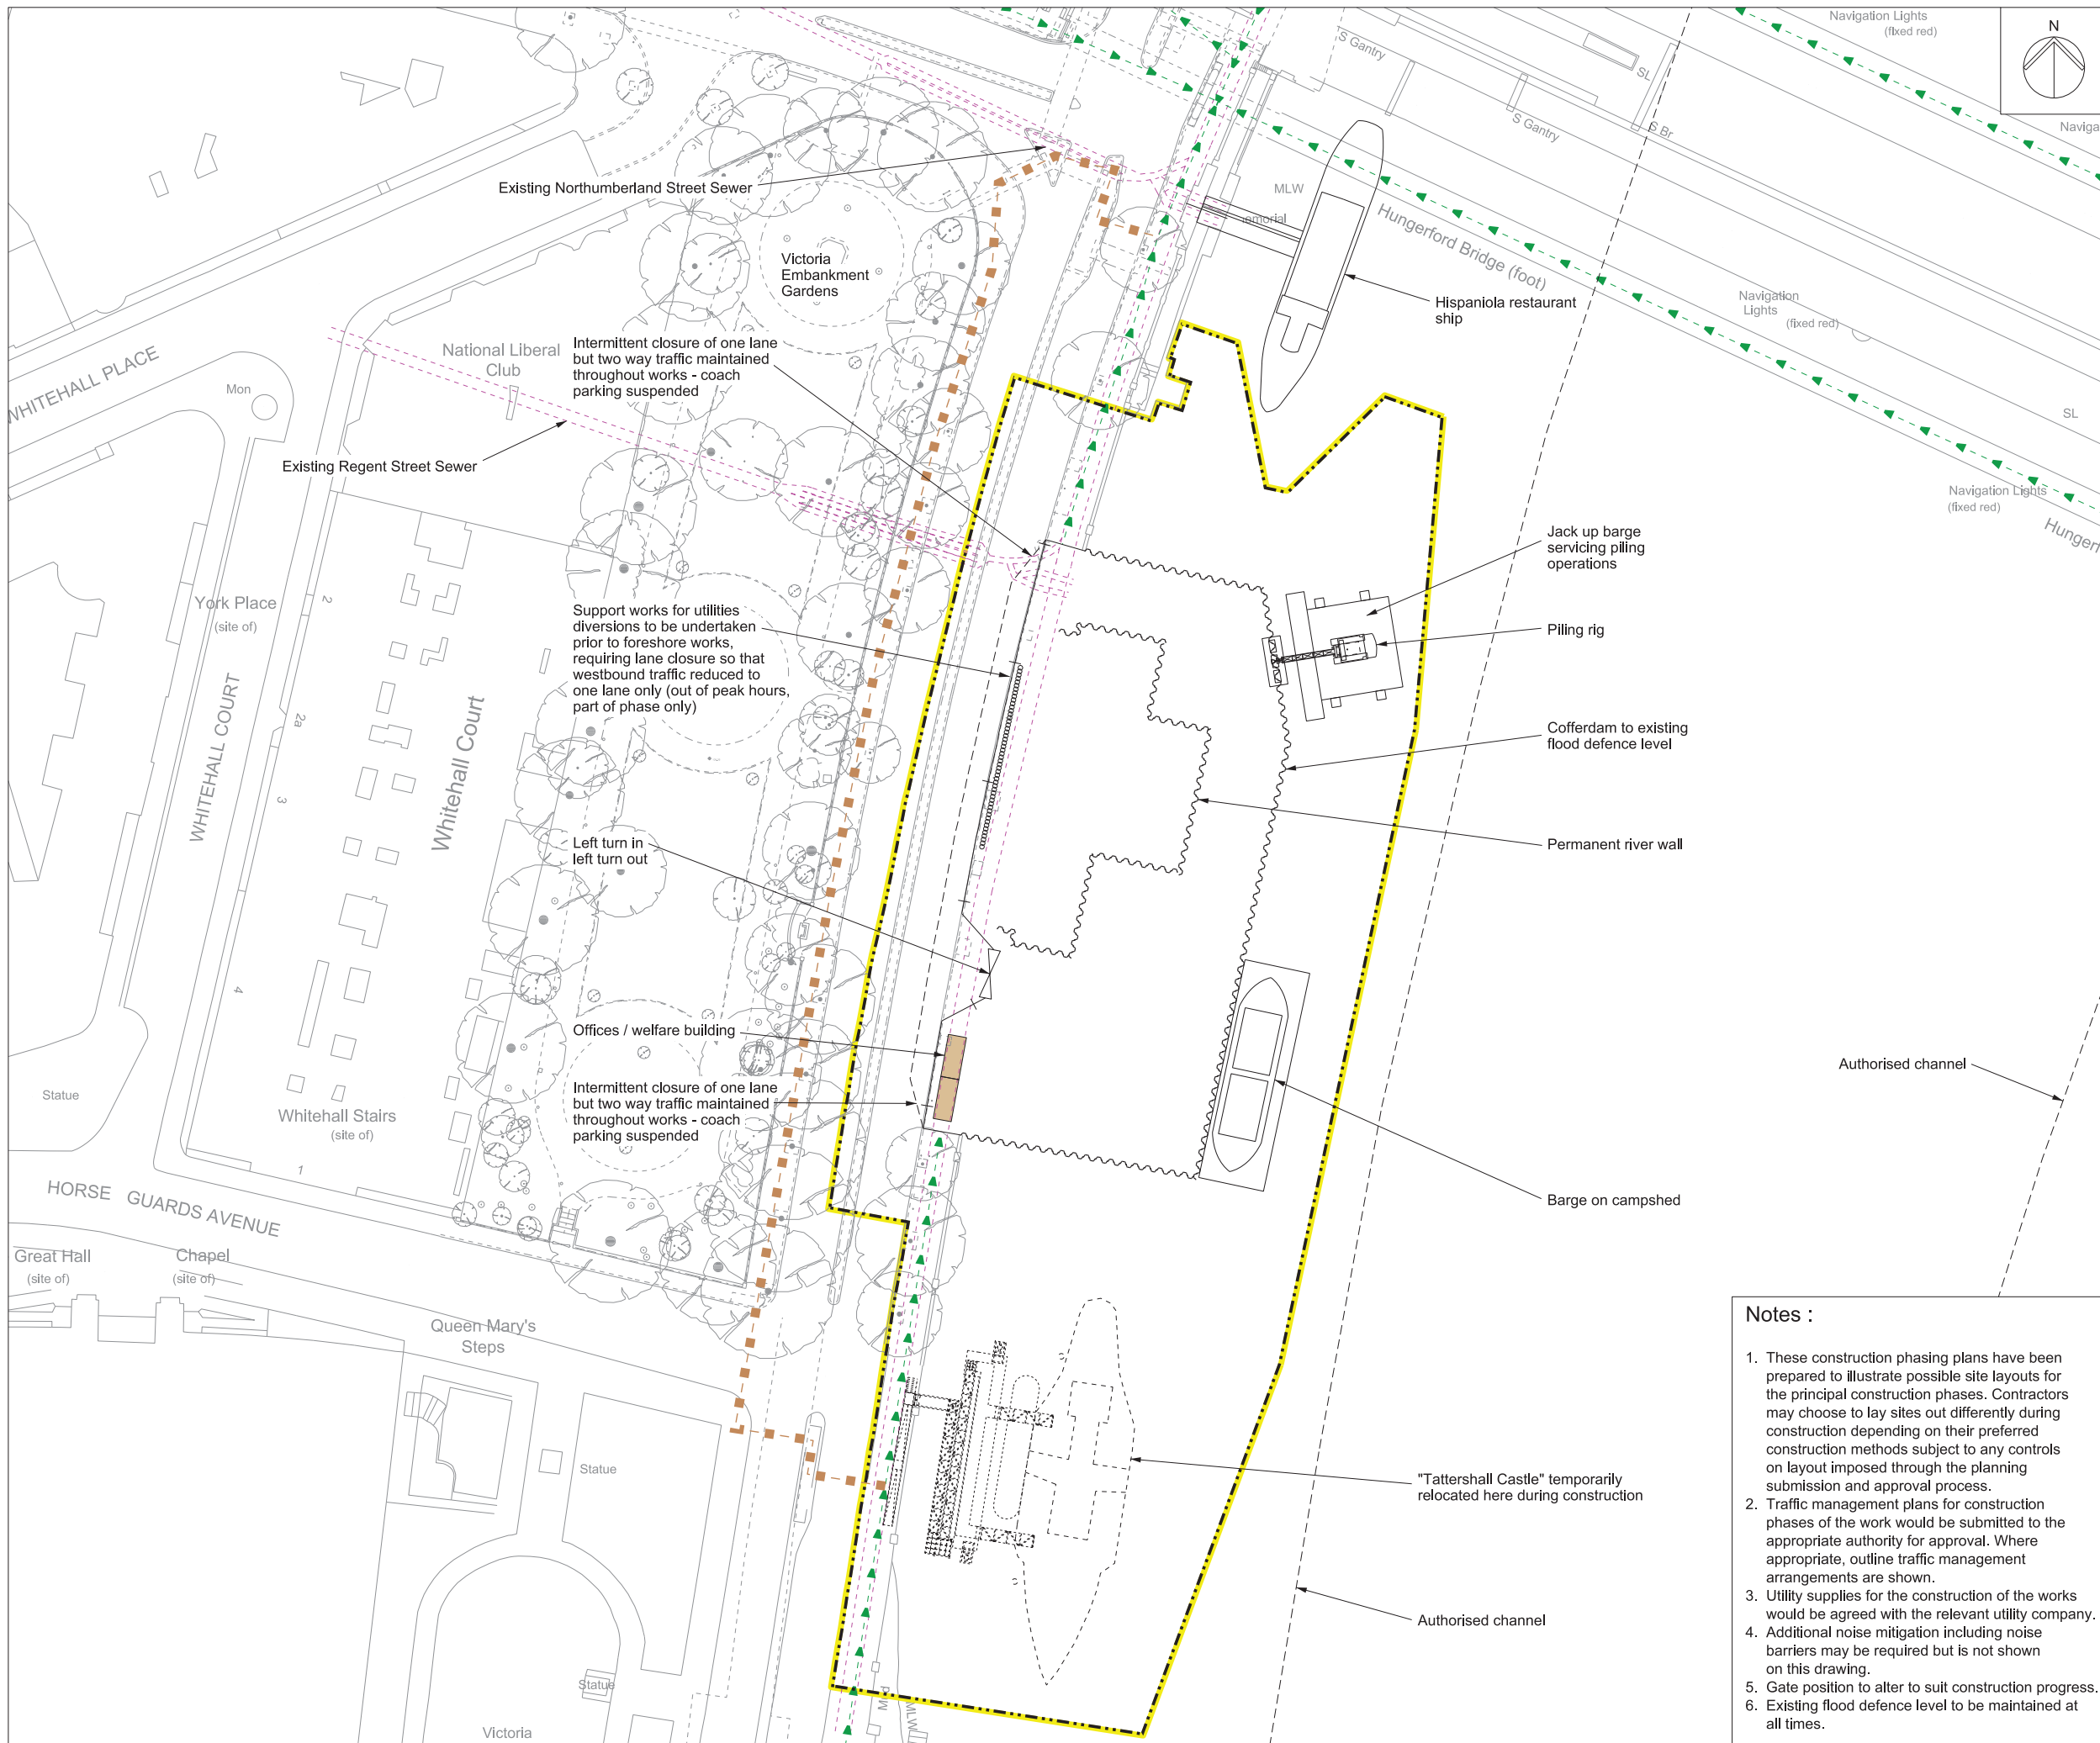 Navigation Lights
(fixed red)
N
S Gantry
SL
S Gantry
S Br
Existing Northumberland Street Sewer
MLW
Hungerford Bridge (foot)
Victoria
Embankment
Gardens
Hispaniola restaurant
ship
Navigation
Lights
(fixed red)
National Liberal
Club
Intermittent closure of one lane
but two way traffic maintained
throughout works - coach
parking suspended
WHITEHALL PLACE
Mon
SL
Existing Regent Street Sewer
Navigation Lights
(fixed red)
Jack up barge
servicing piling
operations
York Place
(site of)
2
Support works for utilities
diversions to be undertaken
prior to foreshore works,
requiring lane closure so that
westbound traffic reduced to
one lane only (out of peak hours,
part of phase only)
Piling rig
2a
WHITEHALL COURT
Whitehall Court
Cofferdam to existing
flood defence level
3
Left turn in
left turn out
Permanent river wall
4
Offices / welfare building
Authorised channel
Statue
Intermittent closure of one lane
but two way traffic maintained
throughout works - coach
parking suspended
Whitehall Stairs
(site of)
1
HORSE GUARDS AVENUE
Barge on campshed
Great Hall
(site of)
Chapel
(site of)
Queen Mary's
Steps
Statue
"Tattershall Castle" temporarily
relocated here during construction
Authorised channel
Statue
MLW
Victoria
Notes :
1. These construction phasing plans have been
prepared to illustrate possible site layouts for
the principal construction phases. Contractors
may choose to lay sites out differently during
construction depending on their preferred
construction methods subject to any controls
on layout imposed through the planning
submission and approval process.
2. Traffic management plans for construction
phases of the work would be submitted to the
appropriate authority for approval. Where
appropriate, outline traffic management
arrangements are shown.
3. Utility supplies for the construction of the works
would be agreed with the relevant utility company.
4. Additional noise mitigation including noise
barriers may be required but is not shown
on this drawing.
5. Gate position to alter to suit construction progress.
6. Existing flood defence level to be maintained at
all times.